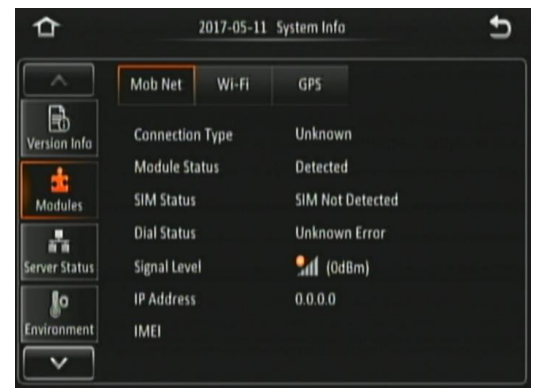 2017-05-11 System Info
Mob Net Wi-Fi GPS
Version Info
Modules
Server Status
Environment
Connection Type Unknown
Module Status Detected
SIM Status SIM Not Detected
Dial Status Unknown Error
Signal Level (0dBm)
IP Address 0.0.0.0
IMEI